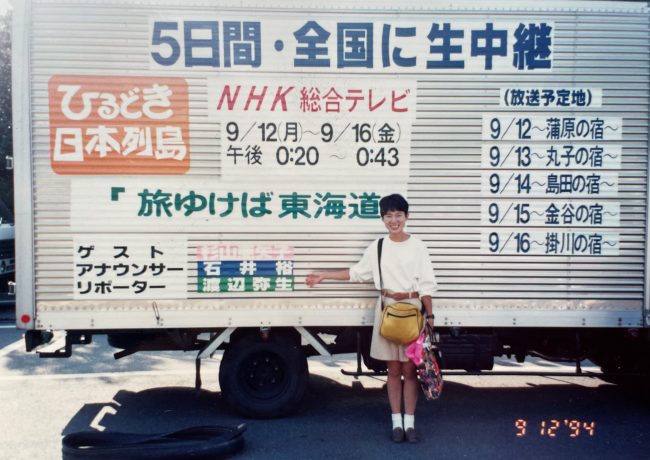 5日間・全国に生中継
ひるどき
日本列島
NHK総合テレビ
9/12(月)～9/16(金)
午後 0:20 ～ 0:43
(放送予定地)
9/12～蒲原の宿～
9/13～丸子の宿～
9/14～島田の宿～
9/15～金谷の宿～
9/16～掛川の宿～
「旅ゆけば東海道
ゲスト
アナウンサー 石井裕
リポーター 渡辺弥生
9 12 '94